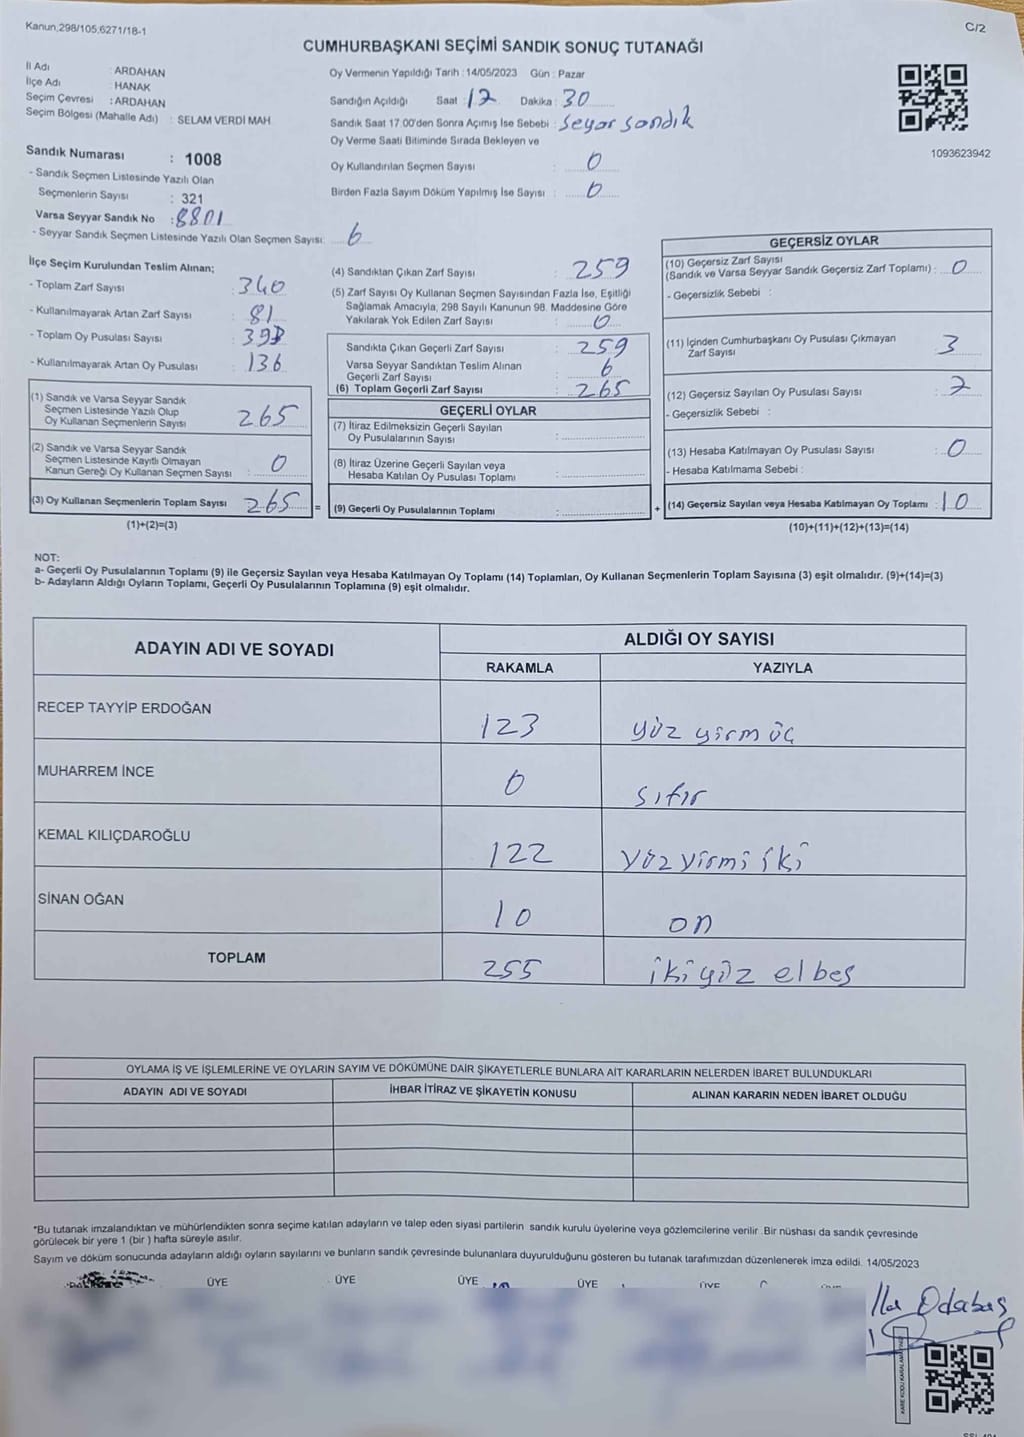 Kanun,298/105,6271/18-1
C/2
CUMHURBAŞKANI SEÇİMİ SANDIK SONUÇ TUTANAĞI
İl Adı : ARDAHAN
İlçe Adı : HANAK
Seçim Çevresi : ARDAHAN
Seçim Bölgesi (Mahalle Adı) : SELAM VERDİ MAH.
Oy Vermenin Yapıldığı Tarih : 14/05/2023 Gün : Pazar
Sandığın Açıldığı Saat : 17 Dakika : 30
Sandık Saat 17:00'den Sonra Açımış İse Sebebi : Seyar sandık
Oy Verme Saati Bitiminde Sırada Bekleyen ve
Oy Kullandırılan Seçmen Sayısı : 0
Birden Fazla Sayım Döküm Yapılmış İse Sayısı : 0
1093623942
Sandık Numarası : 1008
- Sandık Seçmen Listesinde Yazılı Olan
Seçmenlerin Sayısı : 321
Varsa Seyyar Sandık No : 8801
- Seyyar Sandık Seçmen Listesinde Yazılı Olan Seçmen Sayısı: 6
İlçe Seçim Kurulundan Teslim Alınan;
- Toplam Zarf Sayısı : 340
- Kullanılmayarak Artan Zarf Sayısı : 81
- Toplam Oy Pusulası Sayısı :
- Kullanılmayarak Artan Oy Pusulası : 136
(1) Sandık ve Varsa Seyyar Sandık
Seçmen Listesinde Yazılı Olup
Oy Kullanan Seçmenlerin Sayısı : 265
(2) Sandık ve Varsa Seyyar Sandık
Seçmen Listesinde Kayıtlı Olmayan
Kanun Gereği Oy Kullanan Seçmen Sayısı : 0
(3) Oy Kullanan Seçmenlerin Toplam Sayısı : 265 =
(1)+(2)=(3)
(4) Sandıktan Çıkan Zarf Sayısı : 259
(5) Zarf Sayısı Oy Kullanan Seçmen Sayısından Fazla İse, Eşitliği
Sağlamak Amacıyla, 298 Sayılı Kanunun 98. Maddesine Göre
Yakılarak Yok Edilen Zarf Sayısı : 0
Sandıkta Çıkan Geçerli Zarf Sayısı : 259
Varsa Seyyar Sandıktan Teslim Alınan
Geçerli Zarf Sayısı : 6
(6) Toplam Geçerli Zarf Sayısı : 265
GEÇERLİ OYLAR
(7) İtiraz Edilmeksizin Geçerli Sayılan
Oy Pusulalarının Sayısı :
(8) İtiraz Üzerine Geçerli Sayılan veya
Hesaba Katılan Oy Pusulası Toplamı :
(9) Geçerli Oy Pusulalarının Toplamı : +
GEÇERSİZ OYLAR
(10) Geçersiz Zarf Sayısı
(Sandık ve Varsa Seyyar Sandık Geçersiz Zarf Toplamı) : 0
- Geçersizlik Sebebi :
(11) İçinden Cumhurbaşkanı Oy Pusulası Çıkmayan
Zarf Sayısı : 3
(12) Geçersiz Sayılan Oy Pusulası Sayısı : 7
- Geçersizlik Sebebi :
(13) Hesaba Katılmayan Oy Pusulası Sayısı : 0
- Hesaba Katılmama Sebebi :
(14) Geçersiz Sayılan veya Hesaba Katılmayan Oy Toplamı : 10
(10)+(11)+(12)+(13)=(14)
NOT:
a- Geçerli Oy Pusulalarının Toplamı (9) ile Geçersiz Sayılan veya Hesaba Katılmayan Oy Toplamı (14) Toplamları, Oy Kullanan Seçmenlerin Toplam Sayısına (3) eşit olmalıdır. (9)+(14)=(3)
b- Adayların Aldığı Oyların Toplamı, Geçerli Oy Pusulalarının Toplamına (9) eşit olmalıdır.
ADAYIN ADI VE SOYADI
ALDIĞI OY SAYISI
RAKAMLA YAZIYLA
RECEP TAYYİP ERDOĞAN 123 yüz yirm üç
MUHARREM İNCE 0 sıfır
KEMAL KILIÇDAROĞLU 122 yüz yirmi iki
SİNAN OĞAN 10 on
TOPLAM 255 iki yüz el beş
OYLAMA İŞ VE İŞLEMLERİNE VE OYLARIN SAYIM VE DÖKÜMÜNE DAİR ŞİKAYETLERLE BUNLARA AİT KARARLARIN NELERDEN İBARET BULUNDUKLARI
ADAYIN ADI VE SOYADI İHBAR İTİRAZ VE ŞİKAYETİN KONUSU ALINAN KARARIN NEDEN İBARET OLDUĞU
*Bu tutanak imzalandıktan ve mühürlendikten sonra seçime katılan adayların ve talep eden siyasi partilerin sandık kurulu üyelerine veya gözlemcilerine verilir. Bir nüshası da sandık çevresinde
görülecek bir yere 1 (bir ) hafta süreyle asılır.
Sayım ve döküm sonucunda adayların aldığı oyların sayılarını ve bunların sandık çevresinde bulunanlara duyurulduğunu gösteren bu tutanak tarafımızdan düzenlenerek imza edildi. 14/05/2023
ÜYE ÜYE ÜYE ÜYE ÜYE
Odabaş